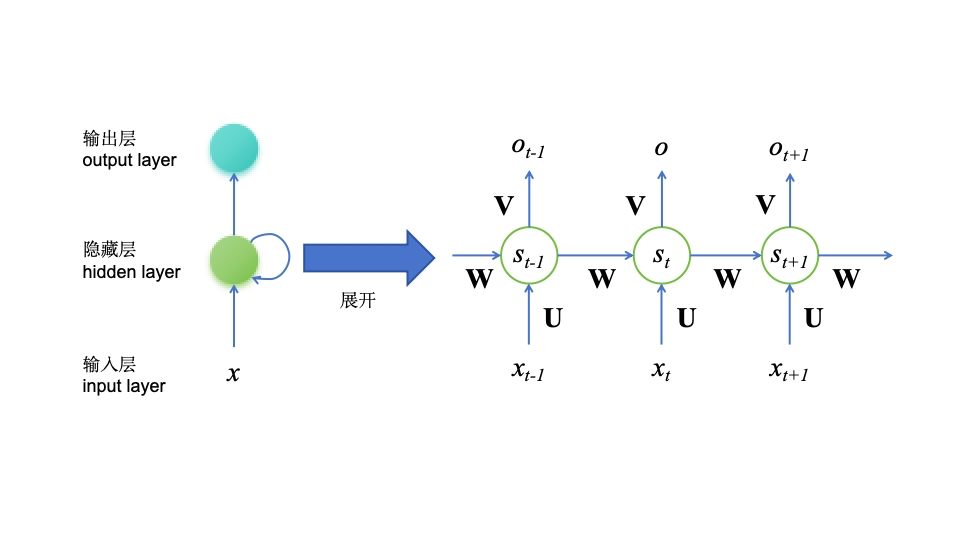 输出层
output layer
隐藏层
hidden layer
输入层
input layer
x
展开
o_{t-1} o o_{t+1}
V V V
s_{t-1} s_t s_{t+1}
W W W W
U U U
x_{t-1} x_t x_{t+1}